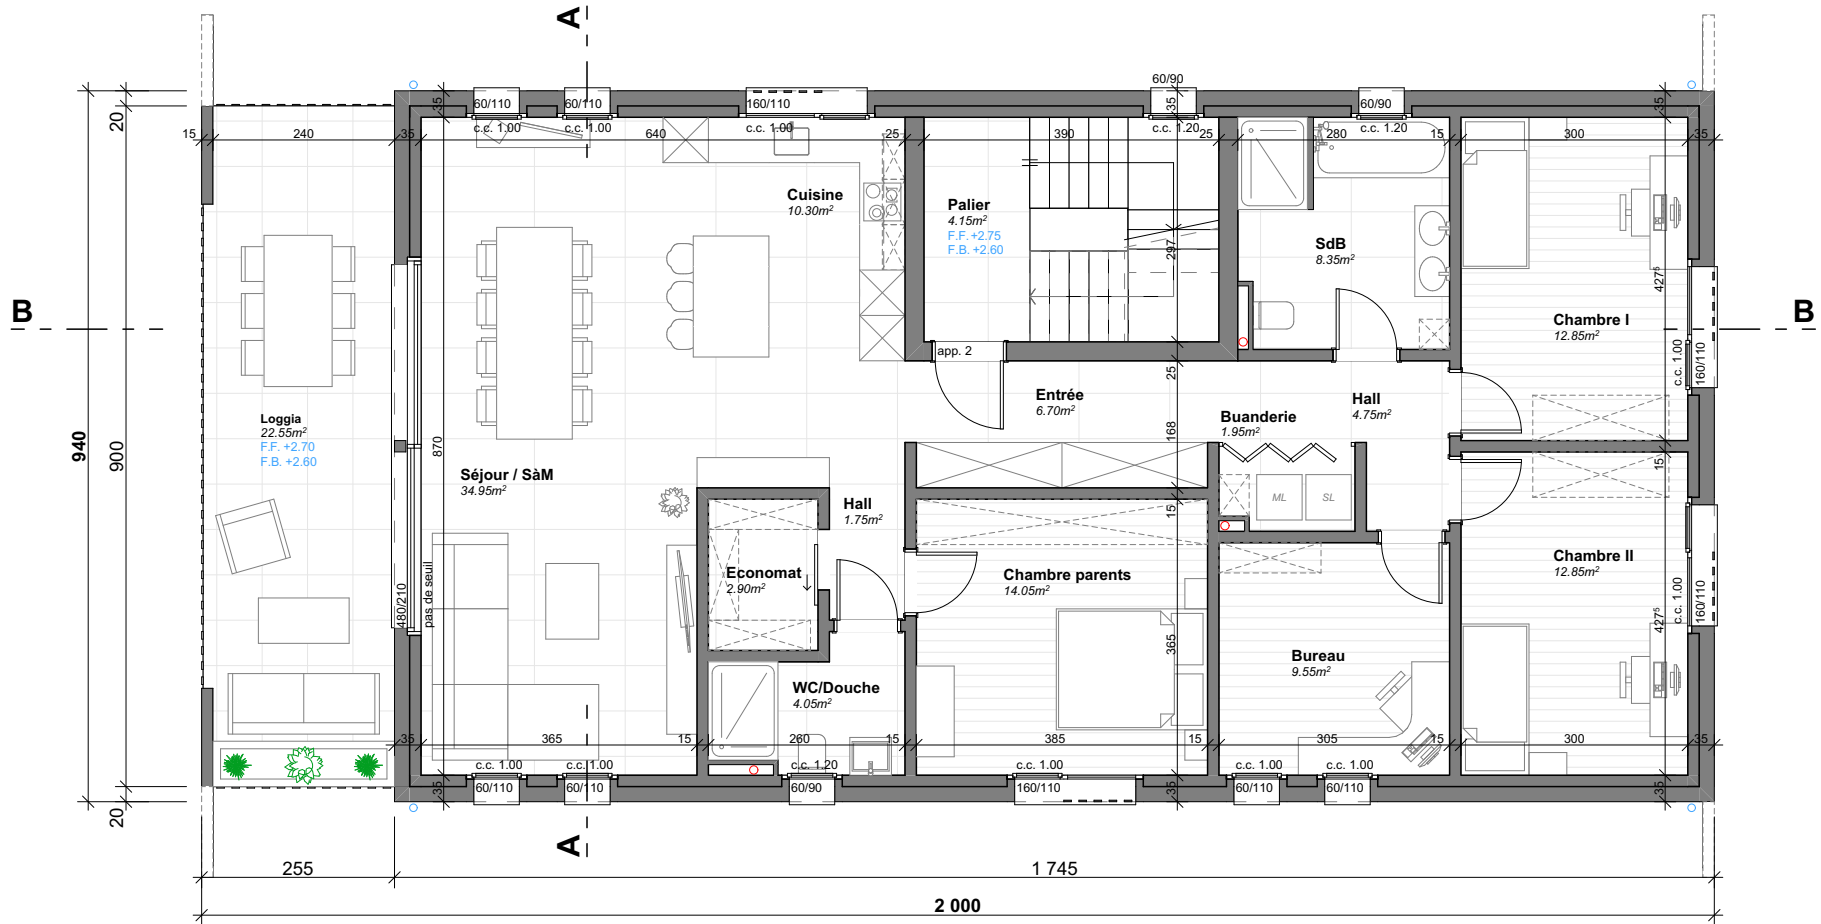 A
60/90
60/110
60/110
160/110
60/90
35
35
35
c.c. 1.00
c.c. 1.00
c.c. 1.00
c.c. 1.20
c.c. 1.20
20
15
240
35
640
25
390
25
280
15
300
35
Cuisine
10.30m²
Palier
4.15m²
F.F. +2.75
F.B. +2.60
297
SdB
8.35m²
427⁵
B
B
Chambre I
12.85m²
c.c. 1.00
160/110
app. 2
25
Entrée
6.70m²
Hall
4.75m²
Buanderie
1.95m²
Loggia
22.55m²
F.F. +2.70
F.B. +2.60
940
900
870
168
Séjour / SàM
34.95m²
15
ML
SL
Hall
1.75m²
15
480/210
pas de seuil
Economat
2.90m²
Chambre parents
14.05m²
Chambre II
12.85m²
c.c. 1.00
160/110
427⁵
365
Bureau
9.55m²
WC/Douche
4.05m²
35
365
15
260
15
385
15
305
15
300
35
c.c. 1.00
c.c. 1.00
c.c. 1.20
c.c. 1.00
c.c. 1.00
c.c. 1.00
35
60/110
60/110
60/90
160/110
35
60/110
60/110
35
20
A
255
1 745
2 000